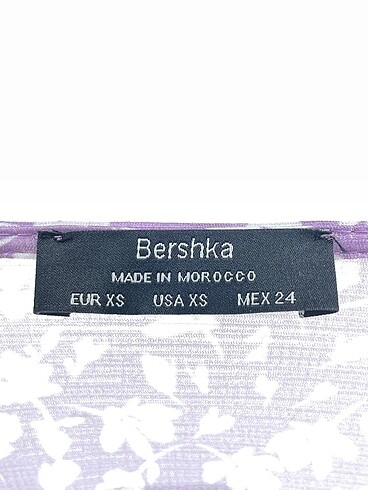 Bershka
MADE IN MOROCCO
EUR XS USA XS MEX 24